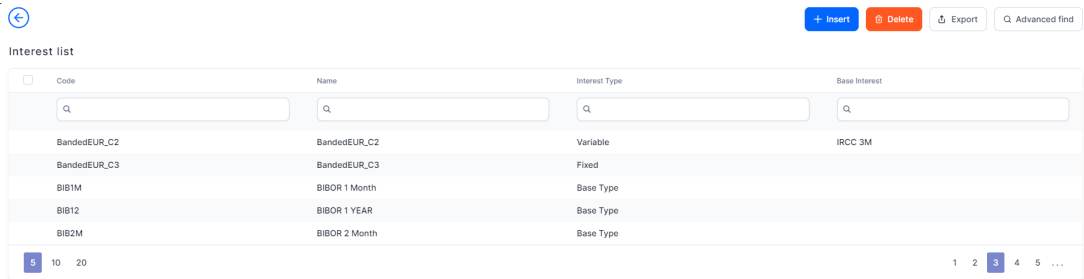 Insert Delete Export Advanced find
Interest list
Code Name Interest Type Base Interest
BandedEUR_C2 BandedEUR_C2 Variable IRCC 3M
BandedEUR_C3 BandedEUR_C3 Fixed
BIB1M BIBOR 1 Month Base Type
BIB12 BIBOR 1 YEAR Base Type
BIB2M BIBOR 2 Month Base Type
5 10 20 1 2 3 4 5 ...